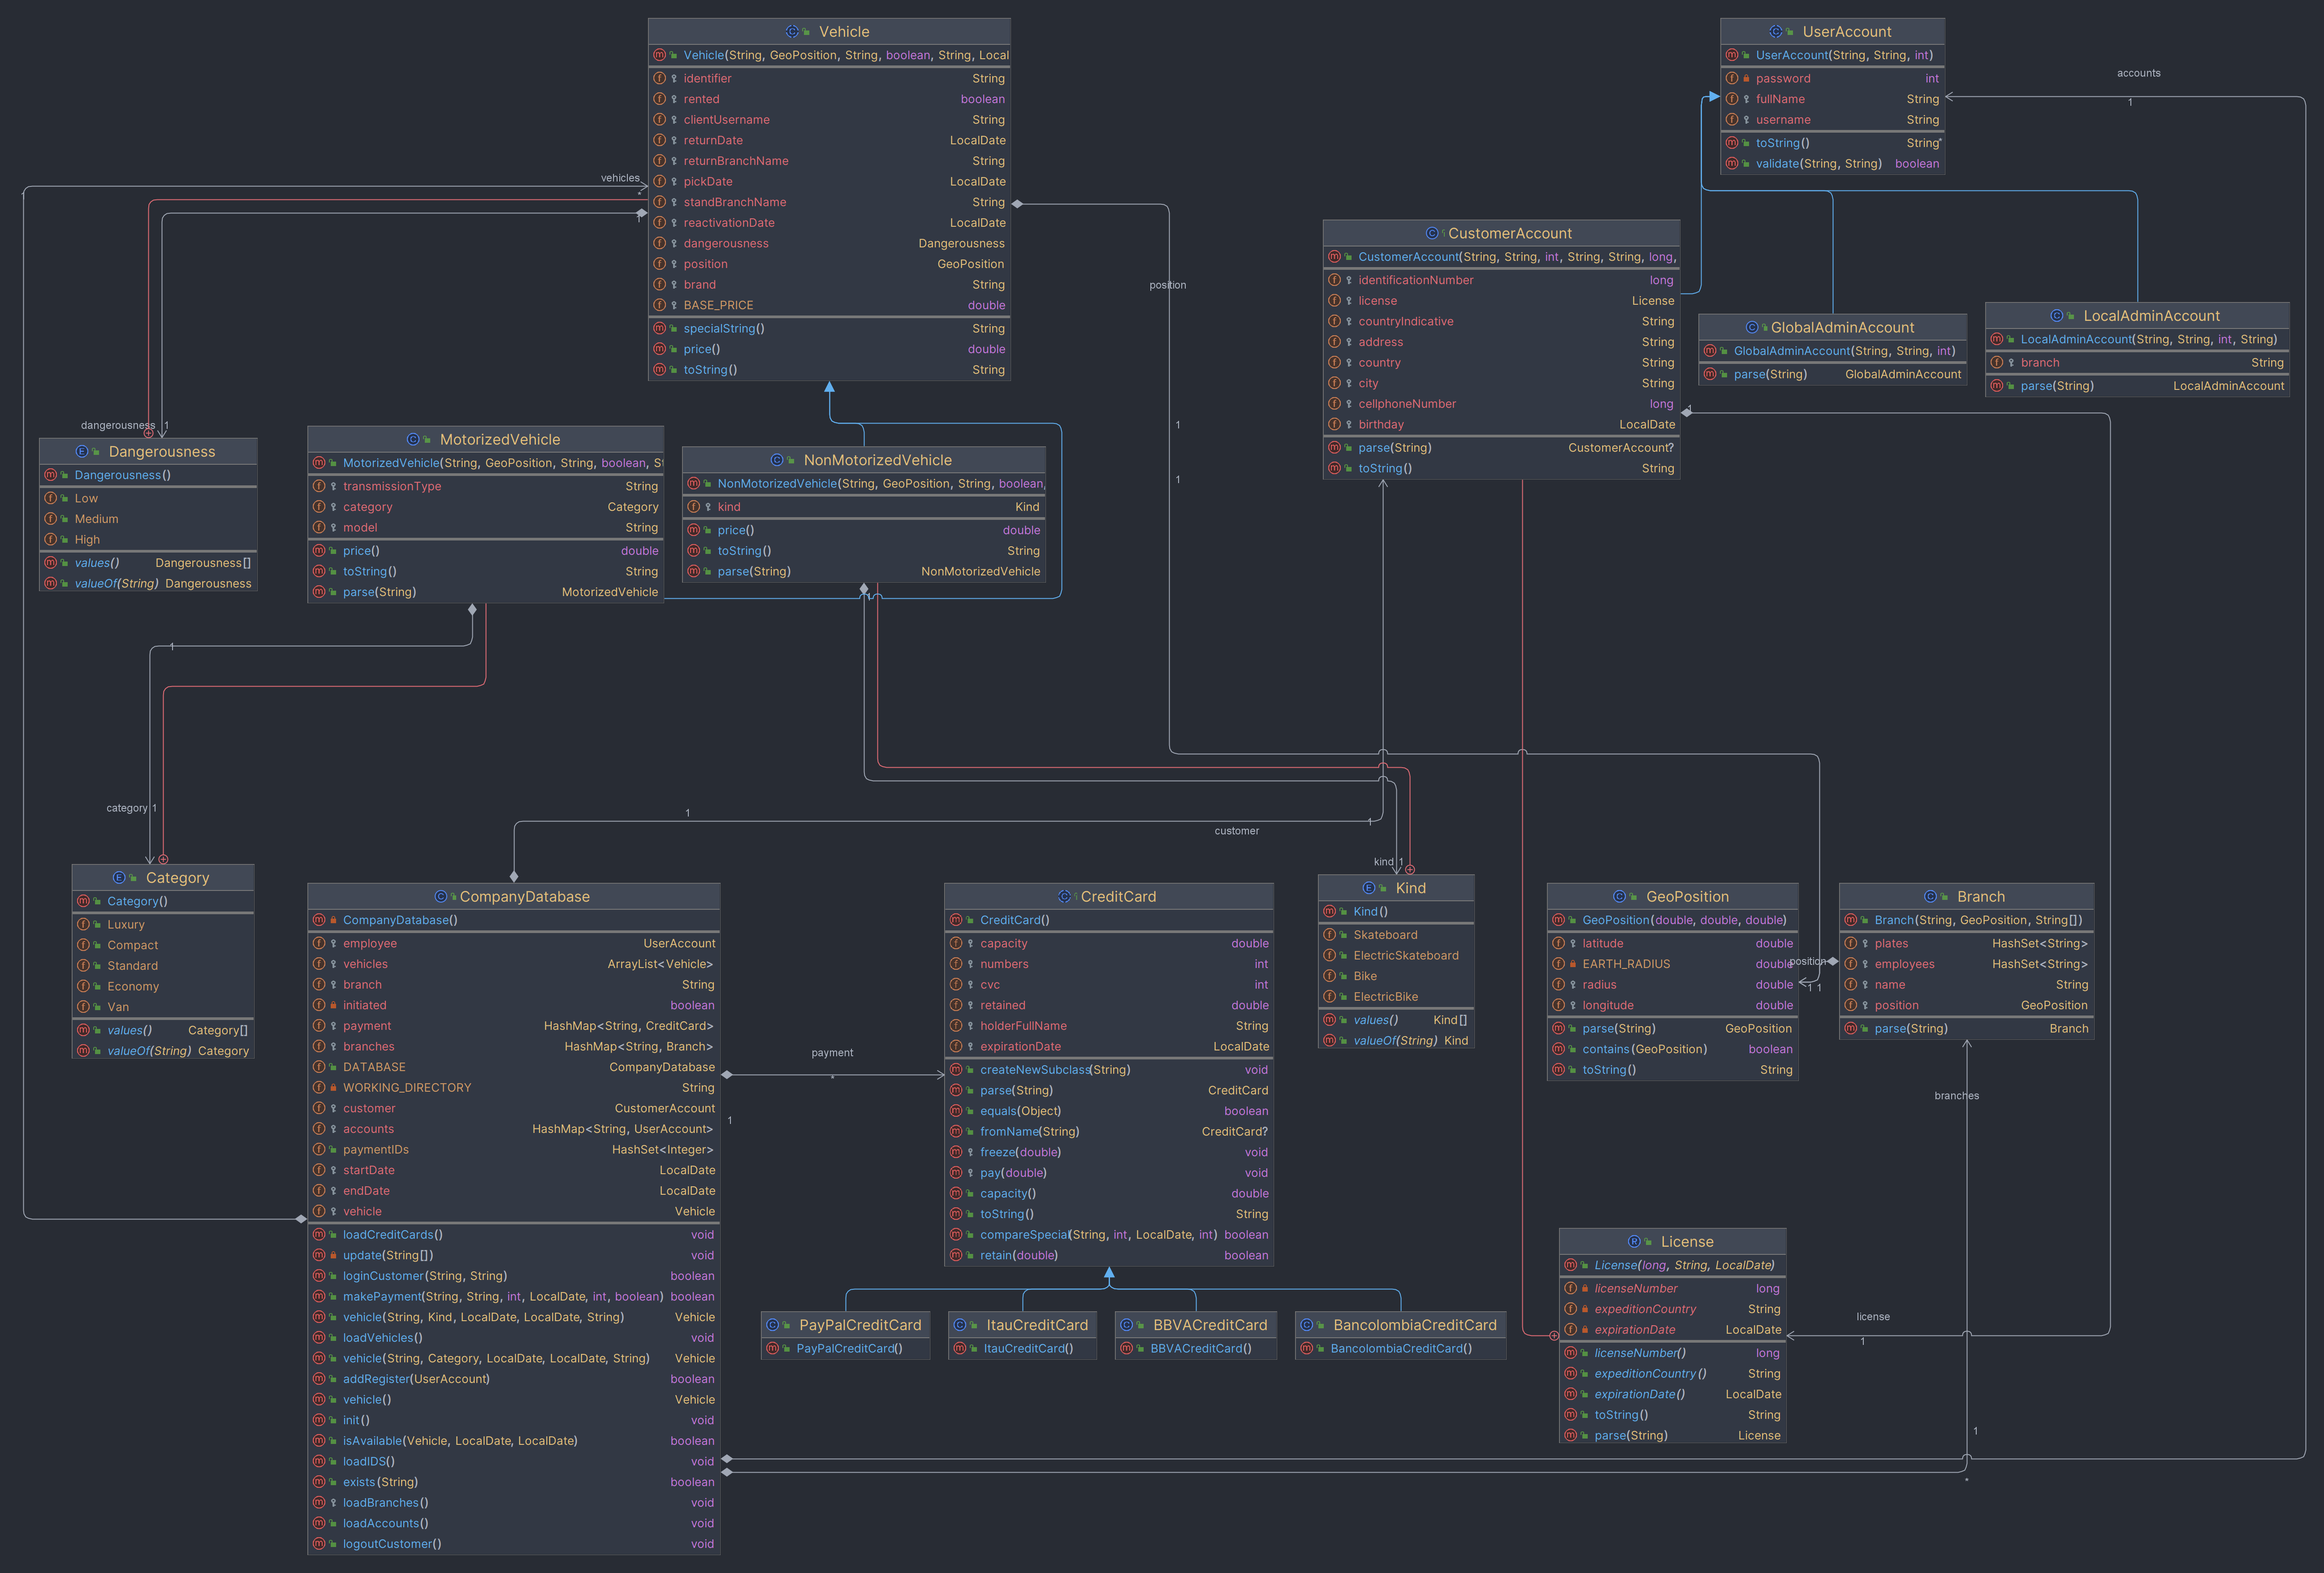 Vehicle
Vehicle(String, GeoPosition, String, boolean, String, Local
identifier String
rented boolean
clientUsername String
returnDate LocalDate
returnBranchName String
pickDate LocalDate
standBranchName String
reactivationDate LocalDate
dangerousness Dangerousness
position GeoPosition
brand String
BASE_PRICE double
specialString() String
price() double
toString() String
UserAccount
UserAccount(String, String, int)
password int
fullName String
username String
toString() String
validate(String, String) boolean
accounts
1
*
vehicles
*
1
1
position
1
1
CustomerAccount
CustomerAccount(String, String, int, String, String, long,
identificationNumber long
license License
countryIndicative String
address String
country String
city String
cellphoneNumber long
birthday LocalDate
parse(String) CustomerAccount?
toString() String
1
GlobalAdminAccount
GlobalAdminAccount(String, String, int)
parse(String) GlobalAdminAccount
LocalAdminAccount
LocalAdminAccount(String, String, int, String)
branch String
parse(String) LocalAdminAccount
dangerousness 1
Dangerousness
Dangerousness()
Low
Medium
High
values() Dangerousness[]
valueOf(String) Dangerousness
MotorizedVehicle
MotorizedVehicle(String, GeoPosition, String, boolean, St
transmissionType String
category Category
model String
price() double
toString() String
parse(String) MotorizedVehicle
NonMotorizedVehicle
NonMotorizedVehicle(String, GeoPosition, String, boolean,
kind Kind
price() double
toString() String
parse(String) NonMotorizedVehicle
1
1
category 1
1
customer
1
kind 1
Category
Category()
Luxury
Compact
Standard
Economy
Van
values() Category[]
valueOf(String) Category
CompanyDatabase
CompanyDatabase()
employee UserAccount
vehicles ArrayList<Vehicle>
branch String
initiated boolean
payment HashMap<String, CreditCard>
branches HashMap<String, Branch>
DATABASE CompanyDatabase
WORKING_DIRECTORY String
customer CustomerAccount
accounts HashMap<String, UserAccount>
paymentIDs HashSet<Integer>
startDate LocalDate
endDate LocalDate
vehicle Vehicle
loadCreditCards() void
update(String[]) void
loginCustomer(String, String) boolean
makePayment(String, String, int, LocalDate, int, boolean) boolean
vehicle(String, Kind, LocalDate, LocalDate, String) Vehicle
loadVehicles() void
vehicle(String, Category, LocalDate, LocalDate, String) Vehicle
addRegister(UserAccount) boolean
vehicle() Vehicle
init() void
isAvailable(Vehicle, LocalDate, LocalDate) boolean
loadIDS() void
exists(String) boolean
loadBranches() void
loadAccounts() void
logoutCustomer() void
payment
*
1
CreditCard
CreditCard()
capacity double
numbers int
cvc int
retained double
holderFullName String
expirationDate LocalDate
createNewSubclass(String) void
parse(String) CreditCard
equals(Object) boolean
fromName(String) CreditCard?
freeze(double) void
pay(double) void
capacity() double
toString() String
compareSpecial(String, int, LocalDate, int) boolean
retain(double) boolean
PayPalCreditCard
PayPalCreditCard()
ItauCreditCard
ItauCreditCard()
BBVACreditCard
BBVACreditCard()
BancolombiaCreditCard
BancolombiaCreditCard()
Kind
Kind()
Skateboard
ElectricSkateboard
Bike
ElectricBike
values() Kind[]
valueOf(String) Kind
GeoPosition
GeoPosition(double, double, double)
latitude double
EARTH_RADIUS double
radius double
longitude double
parse(String) GeoPosition
contains(GeoPosition) boolean
toString() String
position
1 1
Branch
Branch(String, GeoPosition, String[])
plates HashSet<String>
employees HashSet<String>
name String
position GeoPosition
parse(String) Branch
branches
1
*
License
License(long, String, LocalDate)
licenseNumber long
expeditionCountry String
expirationDate LocalDate
licenseNumber() long
expeditionCountry() String
expirationDate() LocalDate
toString() String
parse(String) License
license
1